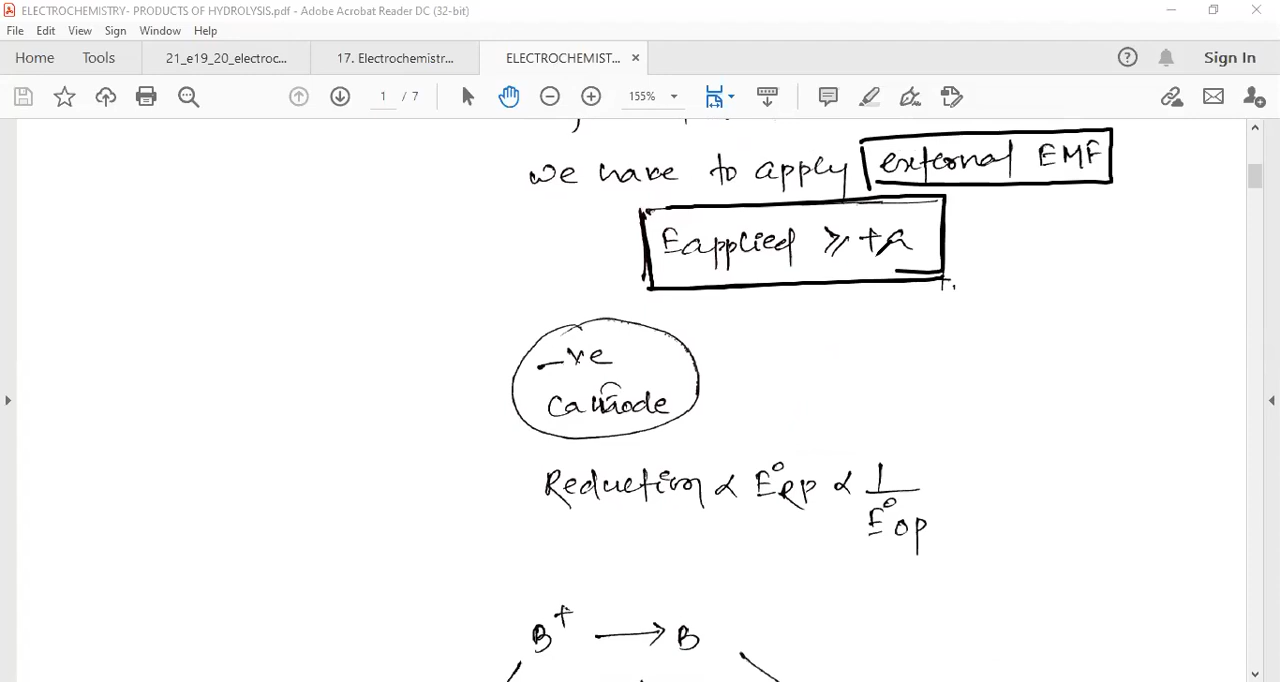 ELECTROCHEMISTRY- PRODUCTS OF HYDROLYSIS.pdf - Adobe Acrobat Reader DC (32-bit)
File Edit View Sign Window Help
Home Tools 21_e19_20_electroc... 17. Electrochemistr... ELECTROCHEMIST... × Sign In
1 / 7 155%
we have to apply external EMF
Eapplied ⩾ +a
-ve
Cathode
Reduction ∝ E°RP ∝ 1/E°OP
B⁺ → B